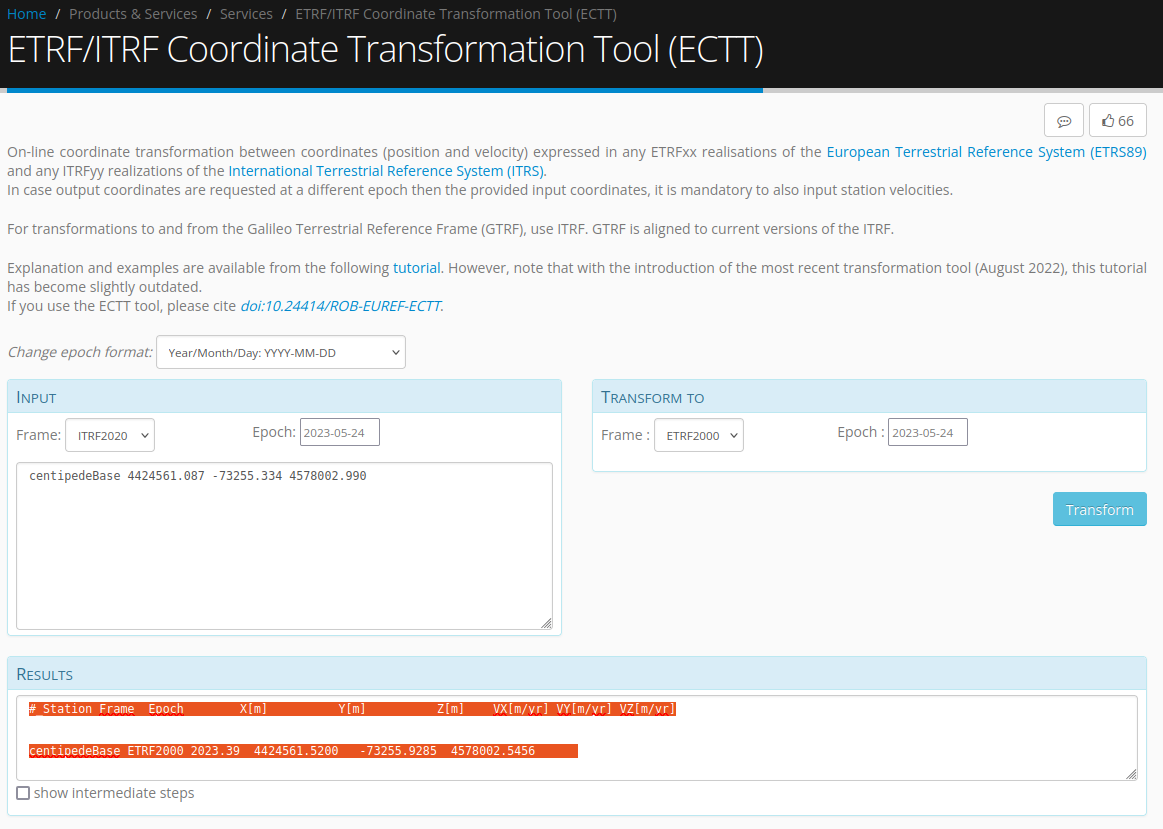 Home / Products & Services / Services / ETRF/ITRF Coordinate Transformation Tool (ECTT)
ETRF/ITRF Coordinate Transformation Tool (ECTT)
66
On-line coordinate transformation between coordinates (position and velocity) expressed in any ETRFxx realisations of the European Terrestrial Reference System (ETRS89)
and any ITRFyy realizations of the International Terrestrial Reference System (ITRS).
In case output coordinates are requested at a different epoch then the provided input coordinates, it is mandatory to also input station velocities.
For transformations to and from the Galileo Terrestrial Reference Frame (GTRF), use ITRF. GTRF is aligned to current versions of the ITRF.
Explanation and examples are available from the following tutorial. However, note that with the introduction of the most recent transformation tool (August 2022), this tutorial
has become slightly outdated.
If you use the ECTT tool, please cite doi:10.24414/ROB-EUREF-ECTT.
Change epoch format: Year/Month/Day: YYYY-MM-DD
INPUT
Frame: ITRF2020 Epoch: 2023-05-24
centipedeBase 4424561.087 -73255.334 4578002.990
TRANSFORM TO
Frame : ETRF2000 Epoch : 2023-05-24
Transform
RESULTS
# Station Frame Epoch X[m] Y[m] Z[m] VX[m/yr] VY[m/yr] VZ[m/yr]
centipedeBase ETRF2000 2023.39 4424561.5200 -73255.9285 4578002.5456
show intermediate steps